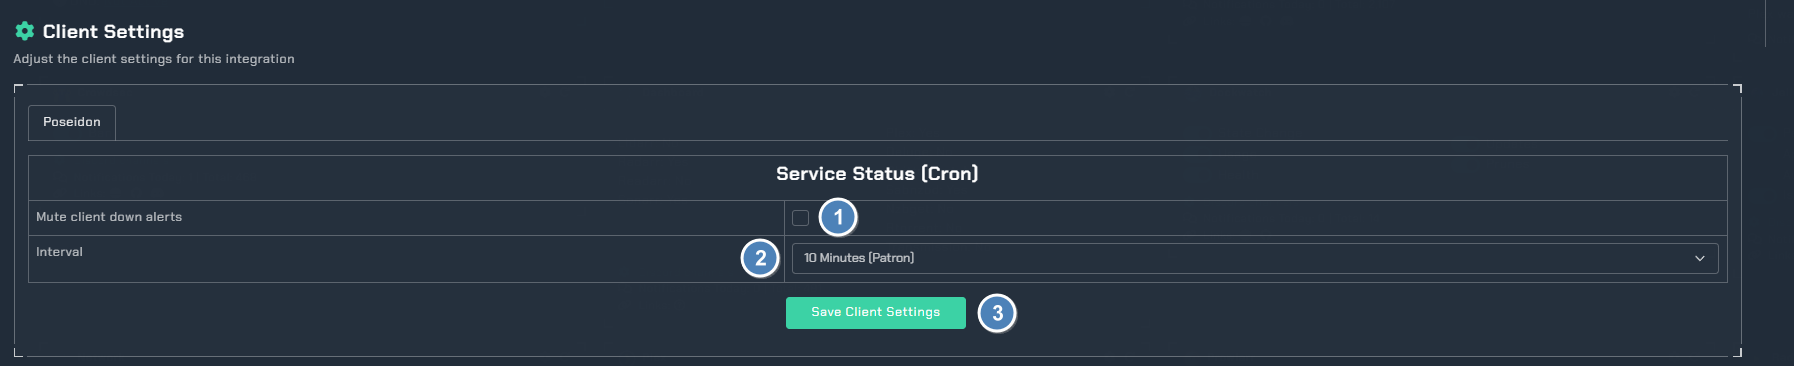 Client Settings
Adjust the client settings for this integration
Poseidon
Service Status (Cron)
Mute client down alerts
1
Interval
2
10 Minutes (Patron)
Save Client Settings
3